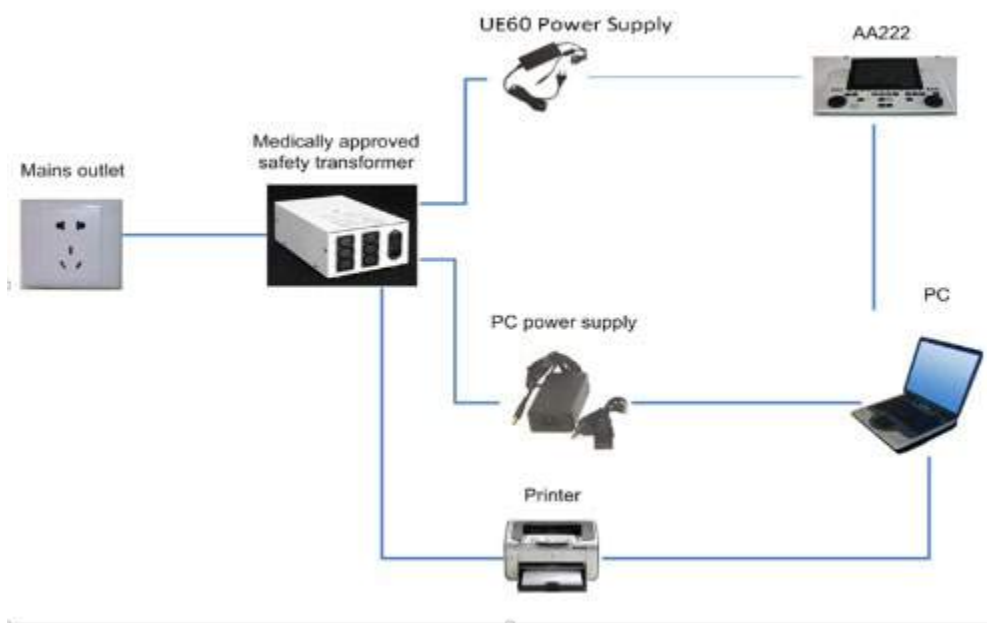 UE60 Power Supply
AA222
Medically approved
safety transformer
Mains outlet
PC
PC power supply
Printer